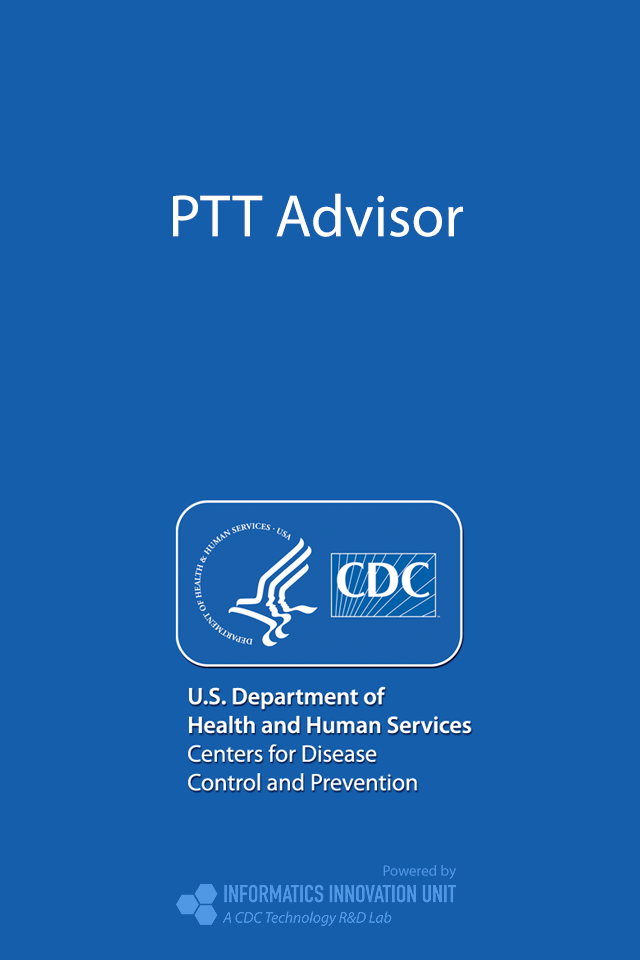 PTT Advisor
DEPARTMENT OF HEALTH & HUMAN SERVICES · USA
CDC
U.S. Department of
Health and Human Services
Centers for Disease
Control and Prevention
Powered by
INFORMATICS INNOVATION UNIT
A CDC Technology R&D Lab